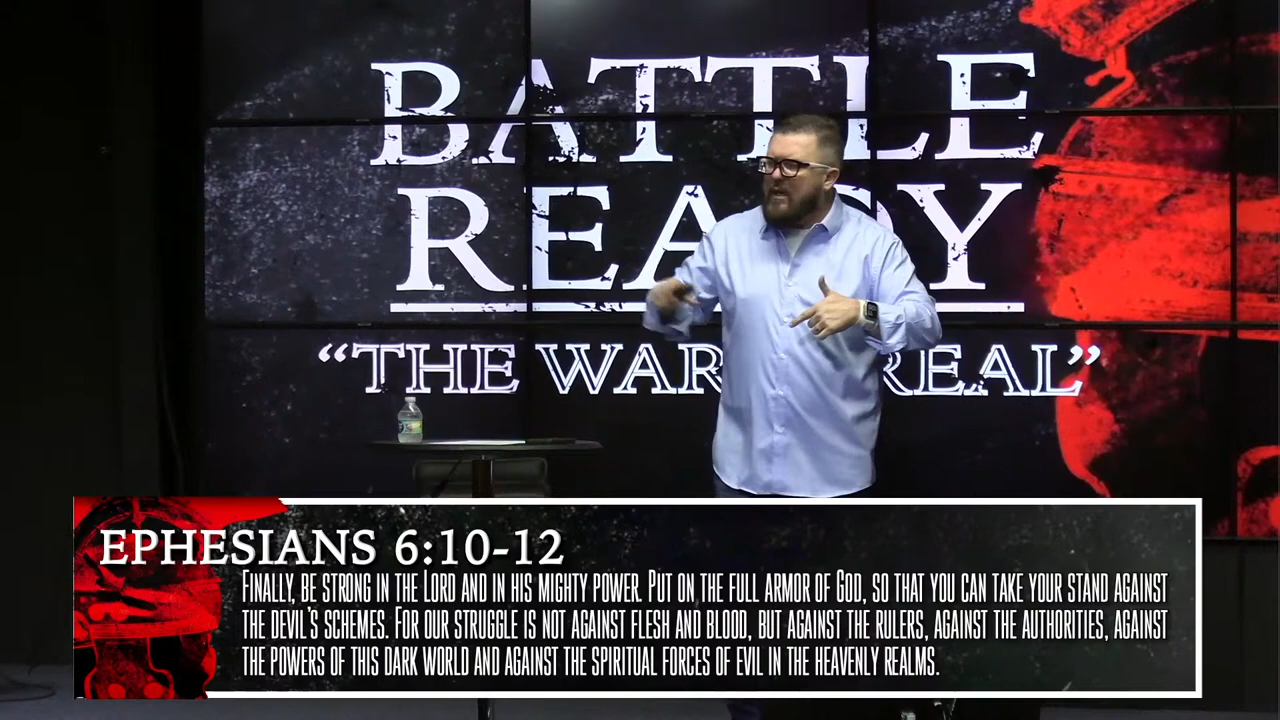 BATTLE
READY
“THE WAR REAL”
EPHESIANS 6:10-12
FINALLY, BE STRONG IN THE LORD AND IN HIS MIGHTY POWER. PUT ON THE FULL ARMOR OF GOD, SO THAT YOU CAN TAKE YOUR STAND AGAINST
THE DEVIL'S SCHEMES. FOR OUR STRUGGLE IS NOT AGAINST FLESH AND BLOOD, BUT AGAINST THE RULERS, AGAINST THE AUTHORITIES, AGAINST
THE POWERS OF THIS DARK WORLD AND AGAINST THE SPIRITUAL FORCES OF EVIL IN THE HEAVENLY REALMS.